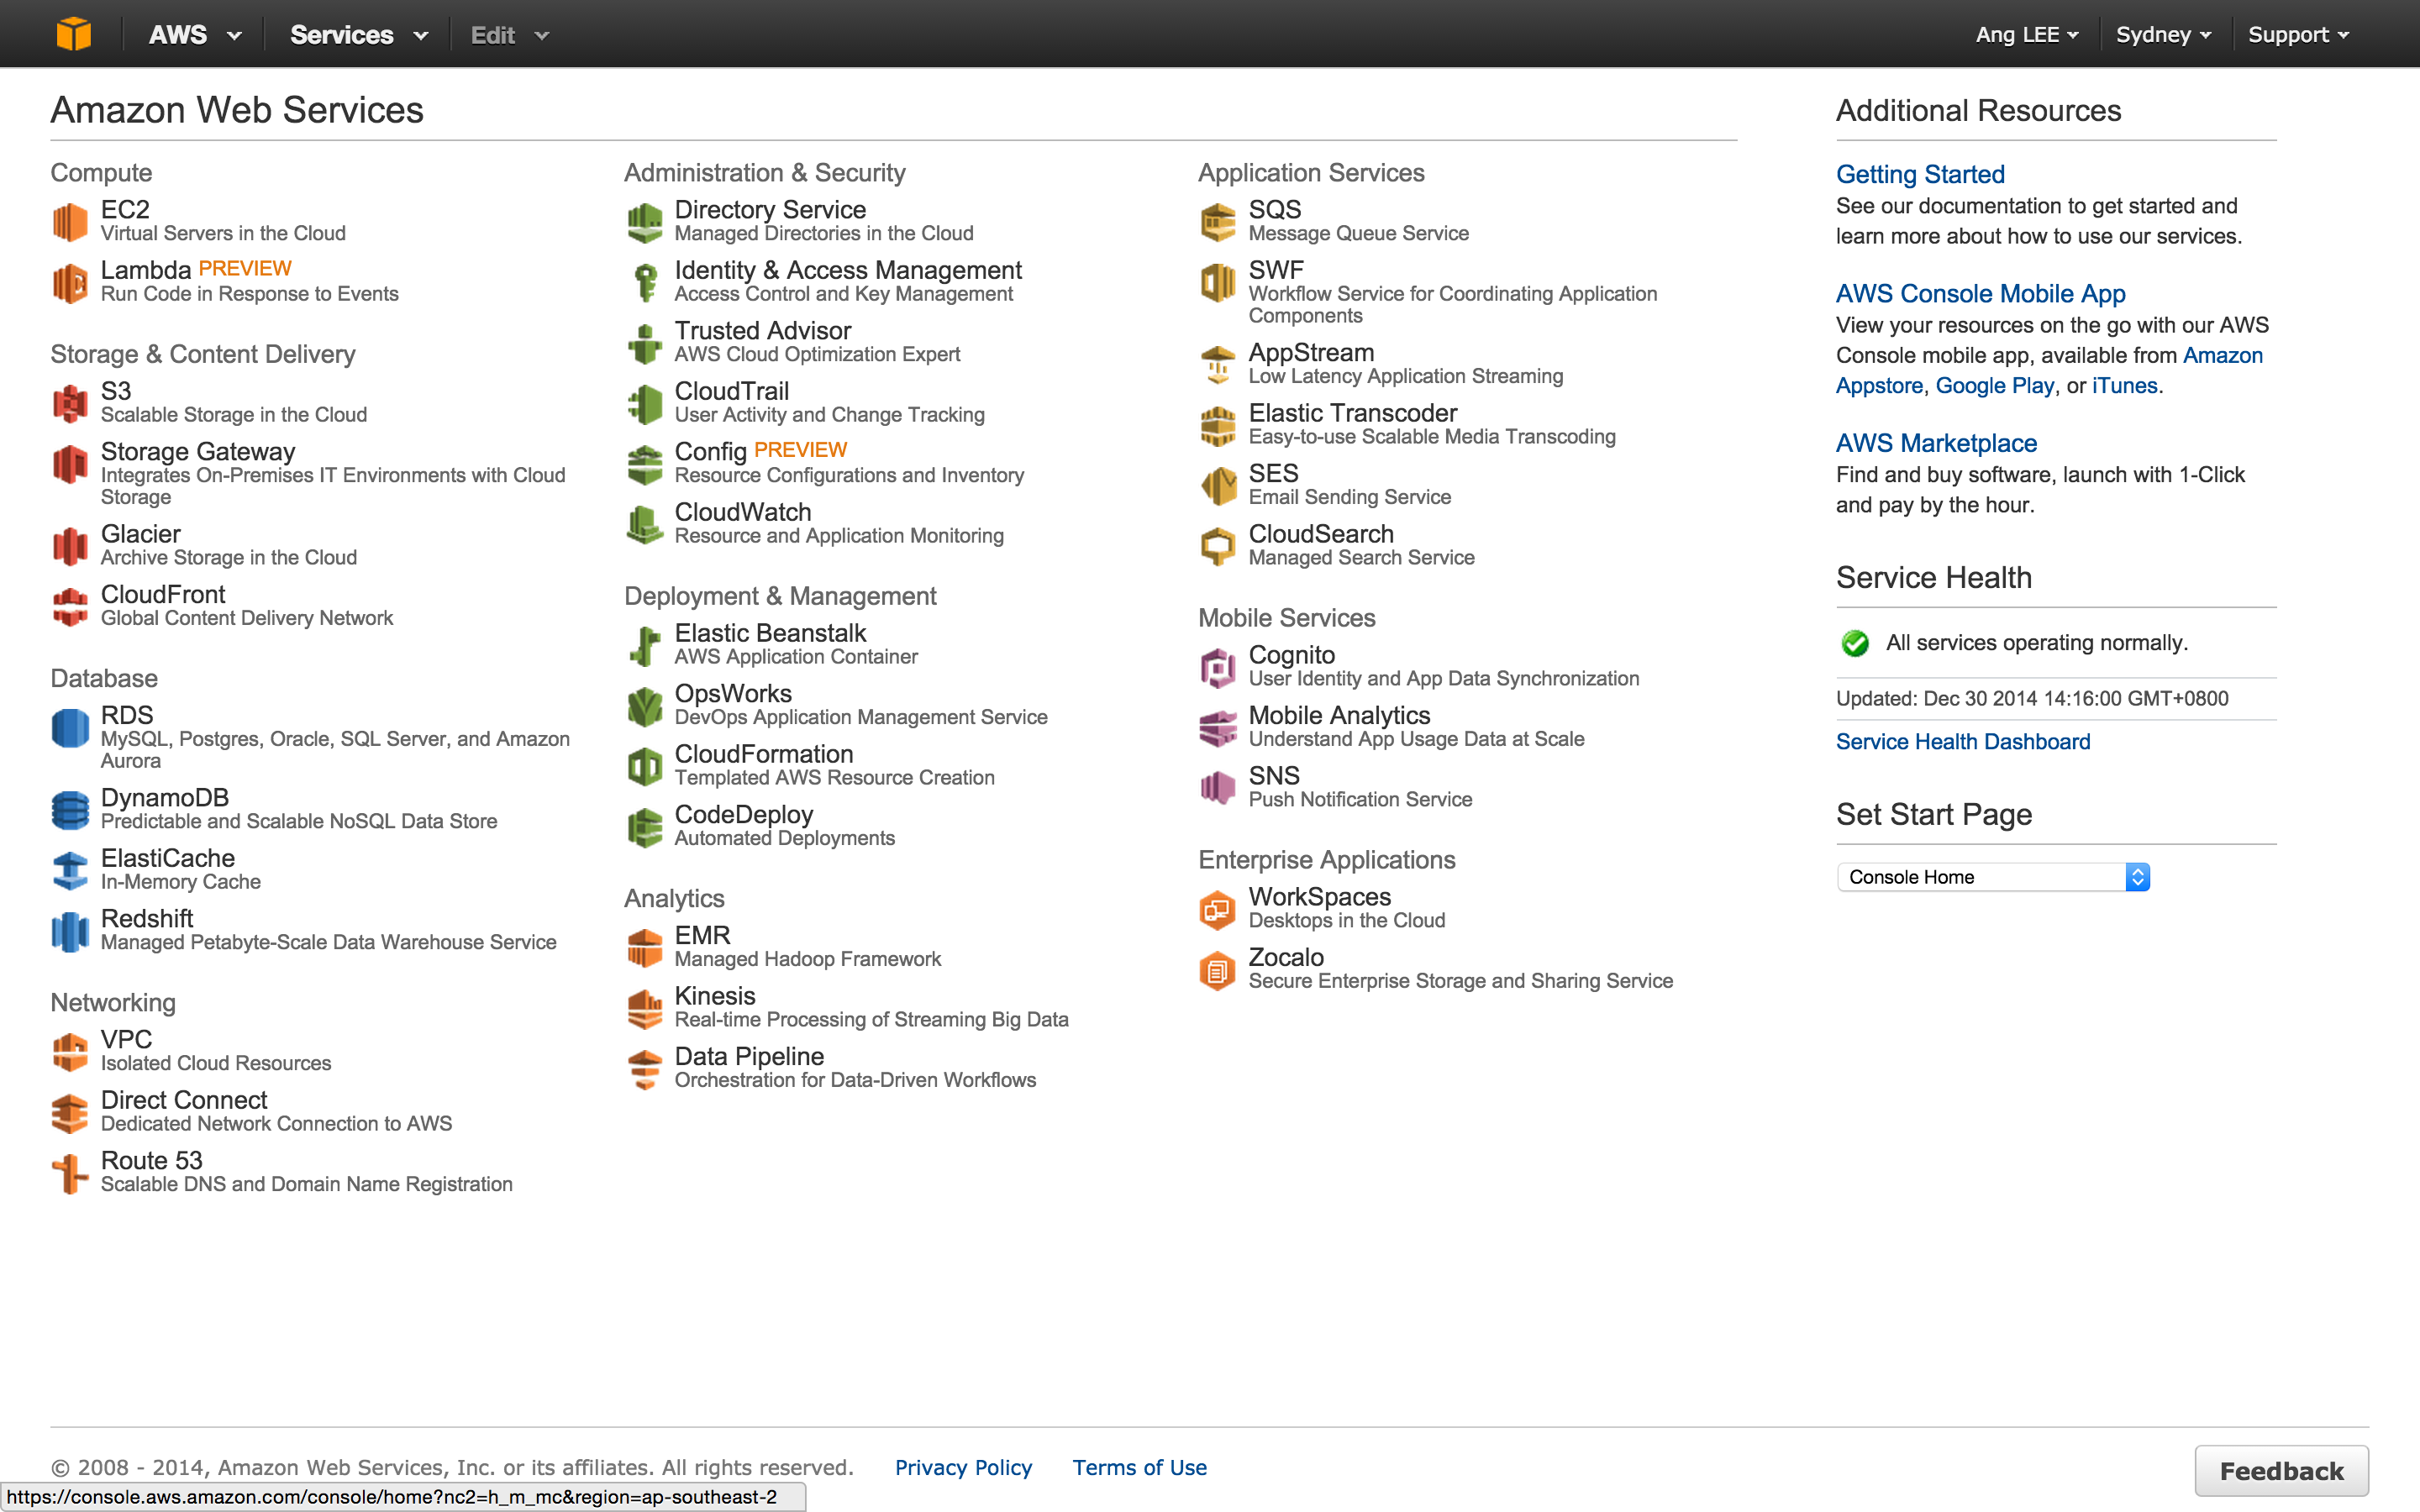 AWS
Services
Edit
Ang LEE
Sydney
Support
Amazon Web Services
Compute
EC2
Virtual Servers in the Cloud
Lambda PREVIEW
Run Code in Response to Events
Storage & Content Delivery
S3
Scalable Storage in the Cloud
Storage Gateway
Integrates On-Premises IT Environments with Cloud
Storage
Glacier
Archive Storage in the Cloud
CloudFront
Global Content Delivery Network
Database
RDS
MySQL, Postgres, Oracle, SQL Server, and Amazon
Aurora
DynamoDB
Predictable and Scalable NoSQL Data Store
ElastiCache
In-Memory Cache
Redshift
Managed Petabyte-Scale Data Warehouse Service
Networking
VPC
Isolated Cloud Resources
Direct Connect
Dedicated Network Connection to AWS
Route 53
Scalable DNS and Domain Name Registration
Administration & Security
Directory Service
Managed Directories in the Cloud
Identity & Access Management
Access Control and Key Management
Trusted Advisor
AWS Cloud Optimization Expert
CloudTrail
User Activity and Change Tracking
Config PREVIEW
Resource Configurations and Inventory
CloudWatch
Resource and Application Monitoring
Deployment & Management
Elastic Beanstalk
AWS Application Container
OpsWorks
DevOps Application Management Service
CloudFormation
Templated AWS Resource Creation
CodeDeploy
Automated Deployments
Analytics
EMR
Managed Hadoop Framework
Kinesis
Real-time Processing of Streaming Big Data
Data Pipeline
Orchestration for Data-Driven Workflows
Application Services
SQS
Message Queue Service
SWF
Workflow Service for Coordinating Application
Components
AppStream
Low Latency Application Streaming
Elastic Transcoder
Easy-to-use Scalable Media Transcoding
SES
Email Sending Service
CloudSearch
Managed Search Service
Mobile Services
Cognito
User Identity and App Data Synchronization
Mobile Analytics
Understand App Usage Data at Scale
SNS
Push Notification Service
Enterprise Applications
WorkSpaces
Desktops in the Cloud
Zocalo
Secure Enterprise Storage and Sharing Service
Additional Resources
Getting Started
See our documentation to get started and
learn more about how to use our services.
AWS Console Mobile App
View your resources on the go with our AWS
Console mobile app, available from Amazon
Appstore, Google Play, or iTunes.
AWS Marketplace
Find and buy software, launch with 1-Click
and pay by the hour.
Service Health
All services operating normally.
Updated: Dec 30 2014 14:16:00 GMT+0800
Service Health Dashboard
Set Start Page
Console Home
© 2008 - 2014, Amazon Web Services, Inc. or its affiliates. All rights reserved.
Privacy Policy
Terms of Use
Feedback
https://console.aws.amazon.com/console/home?nc2=h_m_mc&region=ap-southeast-2